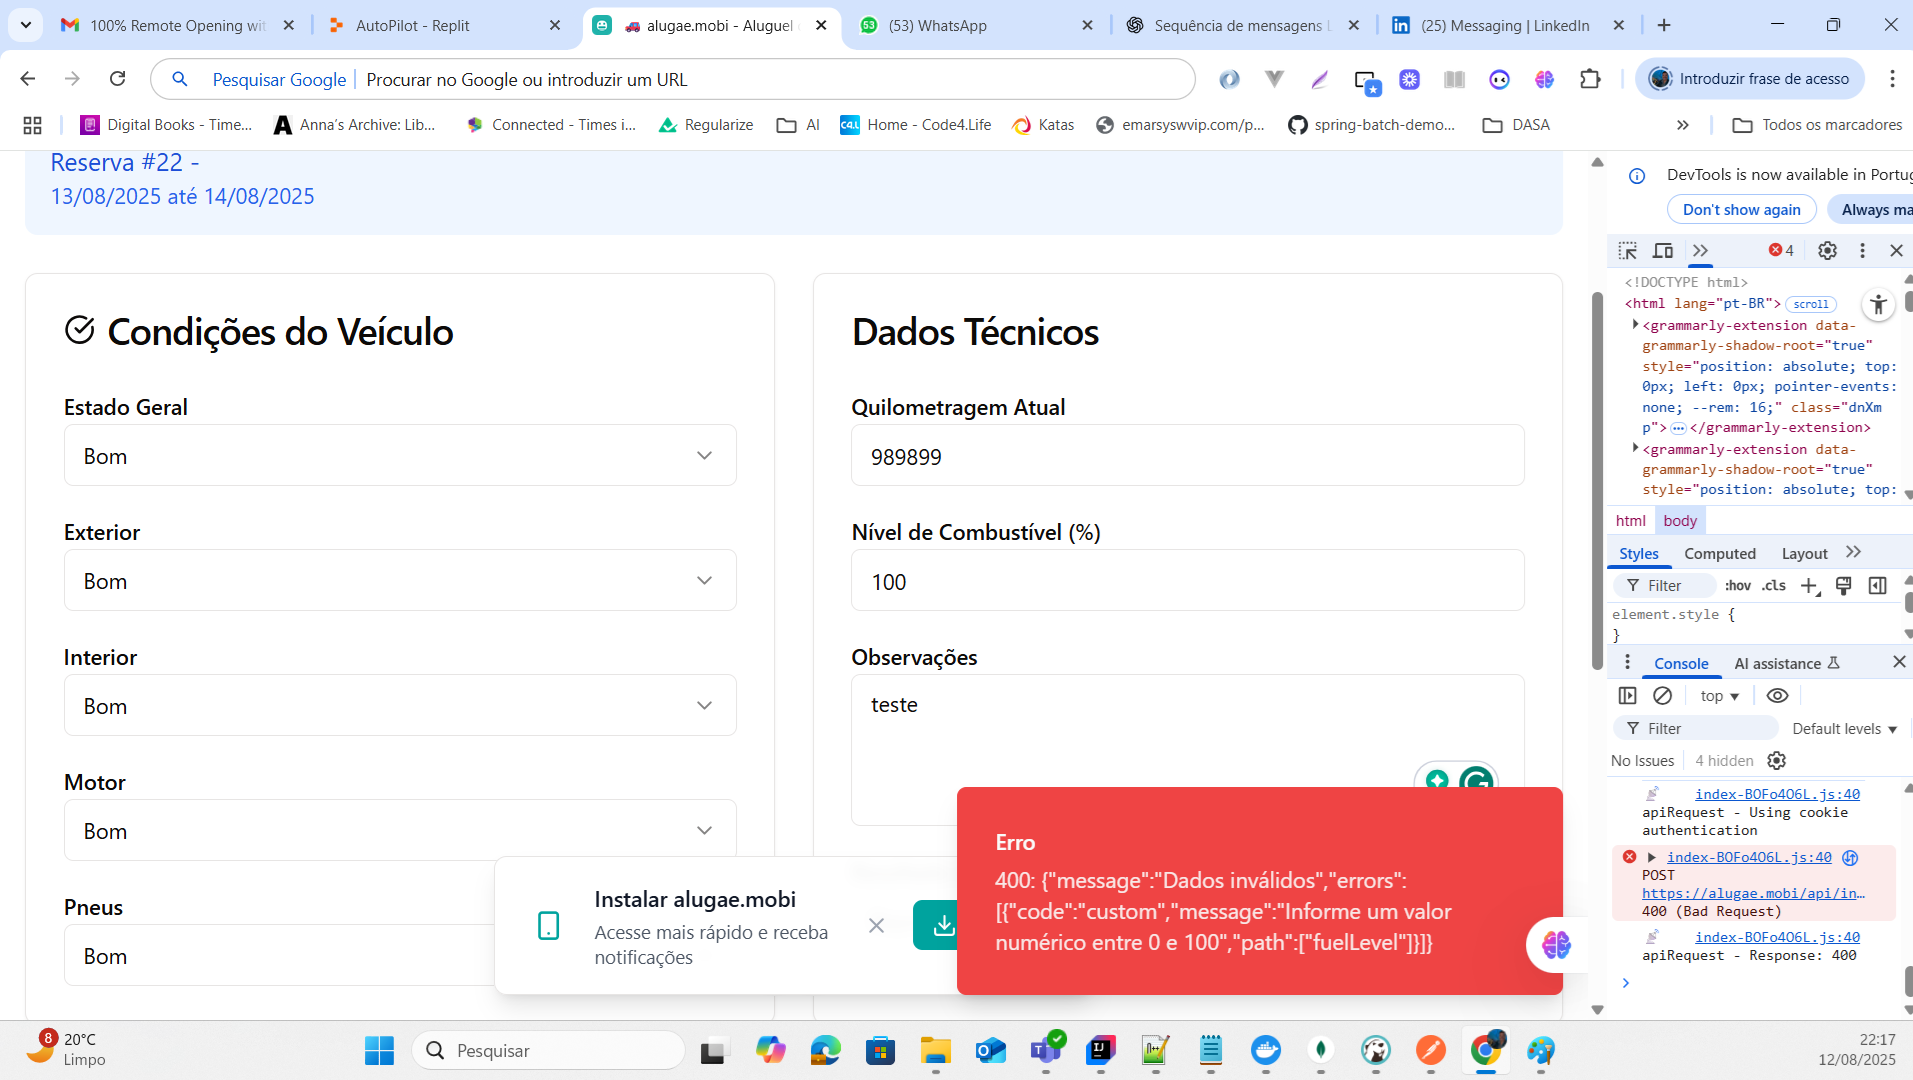 100% Remote Opening wit
AutoPilot - Replit
alugae.mobi - Aluguel
(53) WhatsApp
Sequência de mensagens L
(25) Messaging | LinkedIn
Pesquisar Google
Procurar no Google ou introduzir um URL
Introduzir frase de acesso
Digital Books - Time...
Anna's Archive: Lib...
Connected - Times i...
Regularize
AI
Home - Code4.Life
Katas
emarsyswvip.com/p...
spring-batch-demo...
DASA
Todos os marcadores
Reserva #22 -
13/08/2025 até 14/08/2025
Condições do Veículo
Estado Geral
Bom
Exterior
Bom
Interior
Bom
Motor
Bom
Pneus
Bom
Dados Técnicos
Quilometragem Atual
989899
Nível de Combustível (%)
100
Observações
teste
Instalar alugae.mobi
Acesse mais rápido e receba
notificações
Erro
400: {"message":"Dados inválidos","errors":
[{"code":"custom","message":"Informe um valor
numérico entre 0 e 100","path":["fuelLevel"]}]}
DevTools is now available in Portug
Don't show again
Always ma
4
<!DOCTYPE html>
<html lang="pt-BR"> scroll
<grammarly-extension data-
grammarly-shadow-root="true"
style="position: absolute; top:
0px; left: 0px; pointer-events:
none; --rem: 16;" class="dnXm
p"> </grammarly-extension>
<grammarly-extension data-
grammarly-shadow-root="true"
style="position: absolute; top:
html body
Styles Computed Layout
Filter :hov .cls
element.style {
}
Console AI assistance
top
Filter Default levels
No Issues 4 hidden
index-BOFo4O6L.js:40
apiRequest - Using cookie
authentication
index-BOFo4O6L.js:40
POST
https://alugae.mobi/api/in…
400 (Bad Request)
index-BOFo4O6L.js:40
apiRequest - Response: 400
8
20°C
Limpo
Pesquisar
22:17
12/08/2025